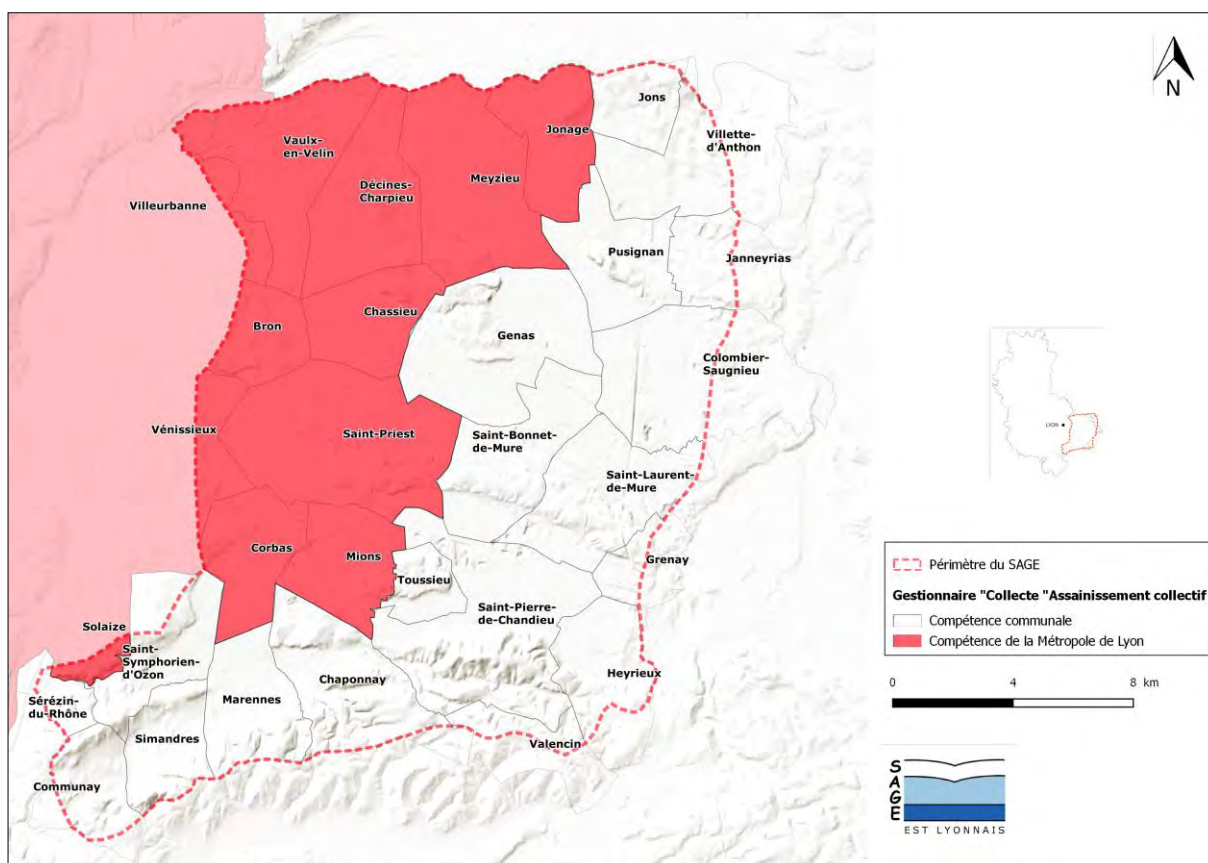 N
Jons
Jonage
Villette-
d'Anthon
Vaulx-
en-Velin
Meyzieu
Décines-
Charpieu
Villeurbanne
Pusignan
Janneyrias
Chassieu
Bron
Genas
Colombier-
Saugnieu
Vénissieux
Saint-Priest
Saint-Bonnet-
de-Mure
Saint-Laurent-
de-Mure
Corbas
Mions
Toussieu
Grenay
Saint-Pierre-
de-Chandieu
Solaize
Saint-
Symphorien-
d'Ozon
Heyrieux
Chaponnay
Marennes
Sérézin-
du-Rhône
Simandres
Valencin
Communay
LYON
Périmètre du SAGE
Gestionnaire "Collecte "Assainissement collectif
Compétence communale
Compétence de la Métropole de Lyon
0 4 8 km
SAGE
EST LYONNAIS